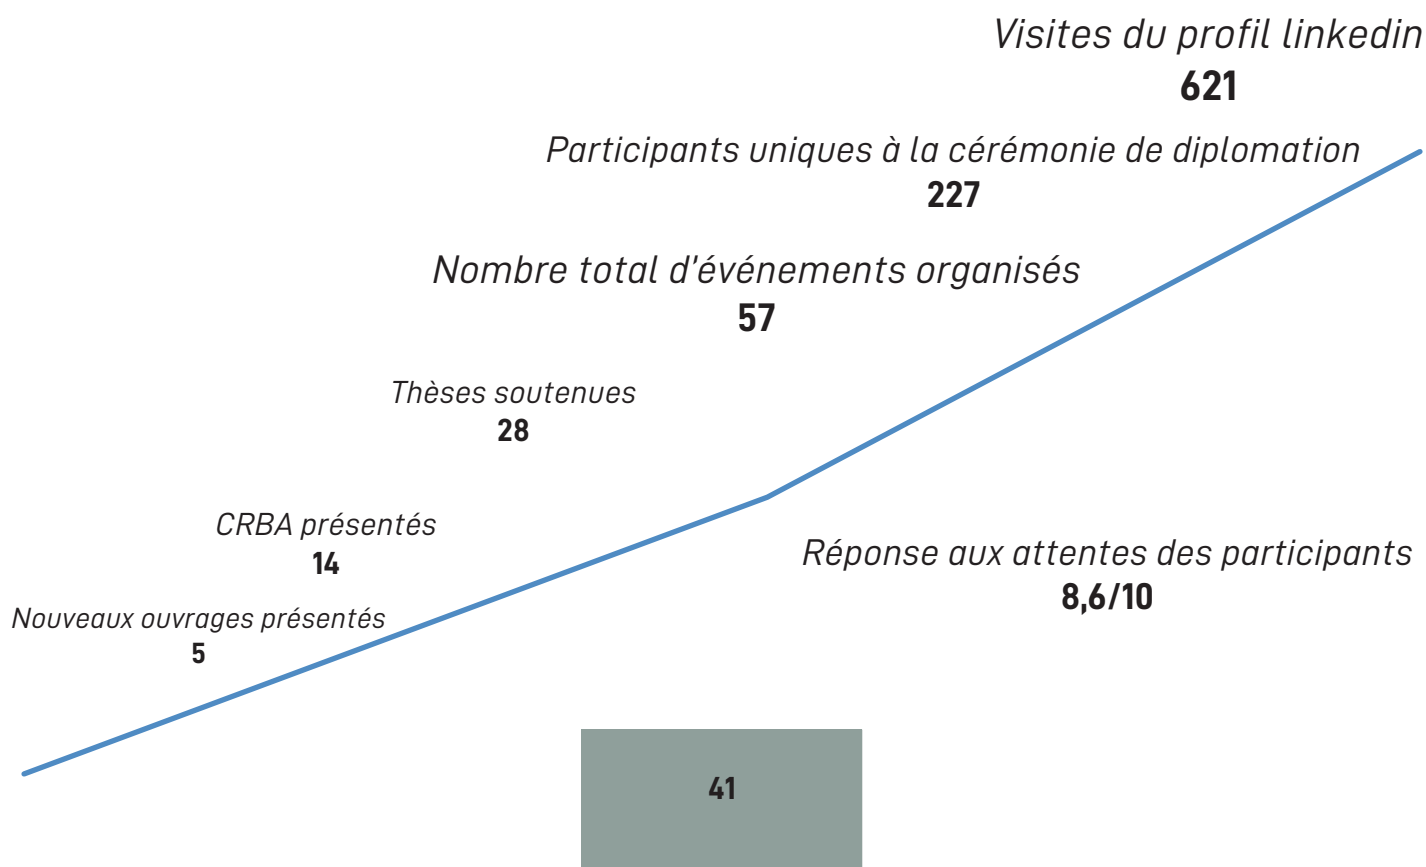 Visites du profil linkedin
621
Participants uniques à la cérémonie de diplomation
227
Nombre total d'événements organisés
57
Thèses soutenues
28
CRBA présentés
14
Réponse aux attentes des participants
8,6/10
Nouveaux ouvrages présentés
5
41